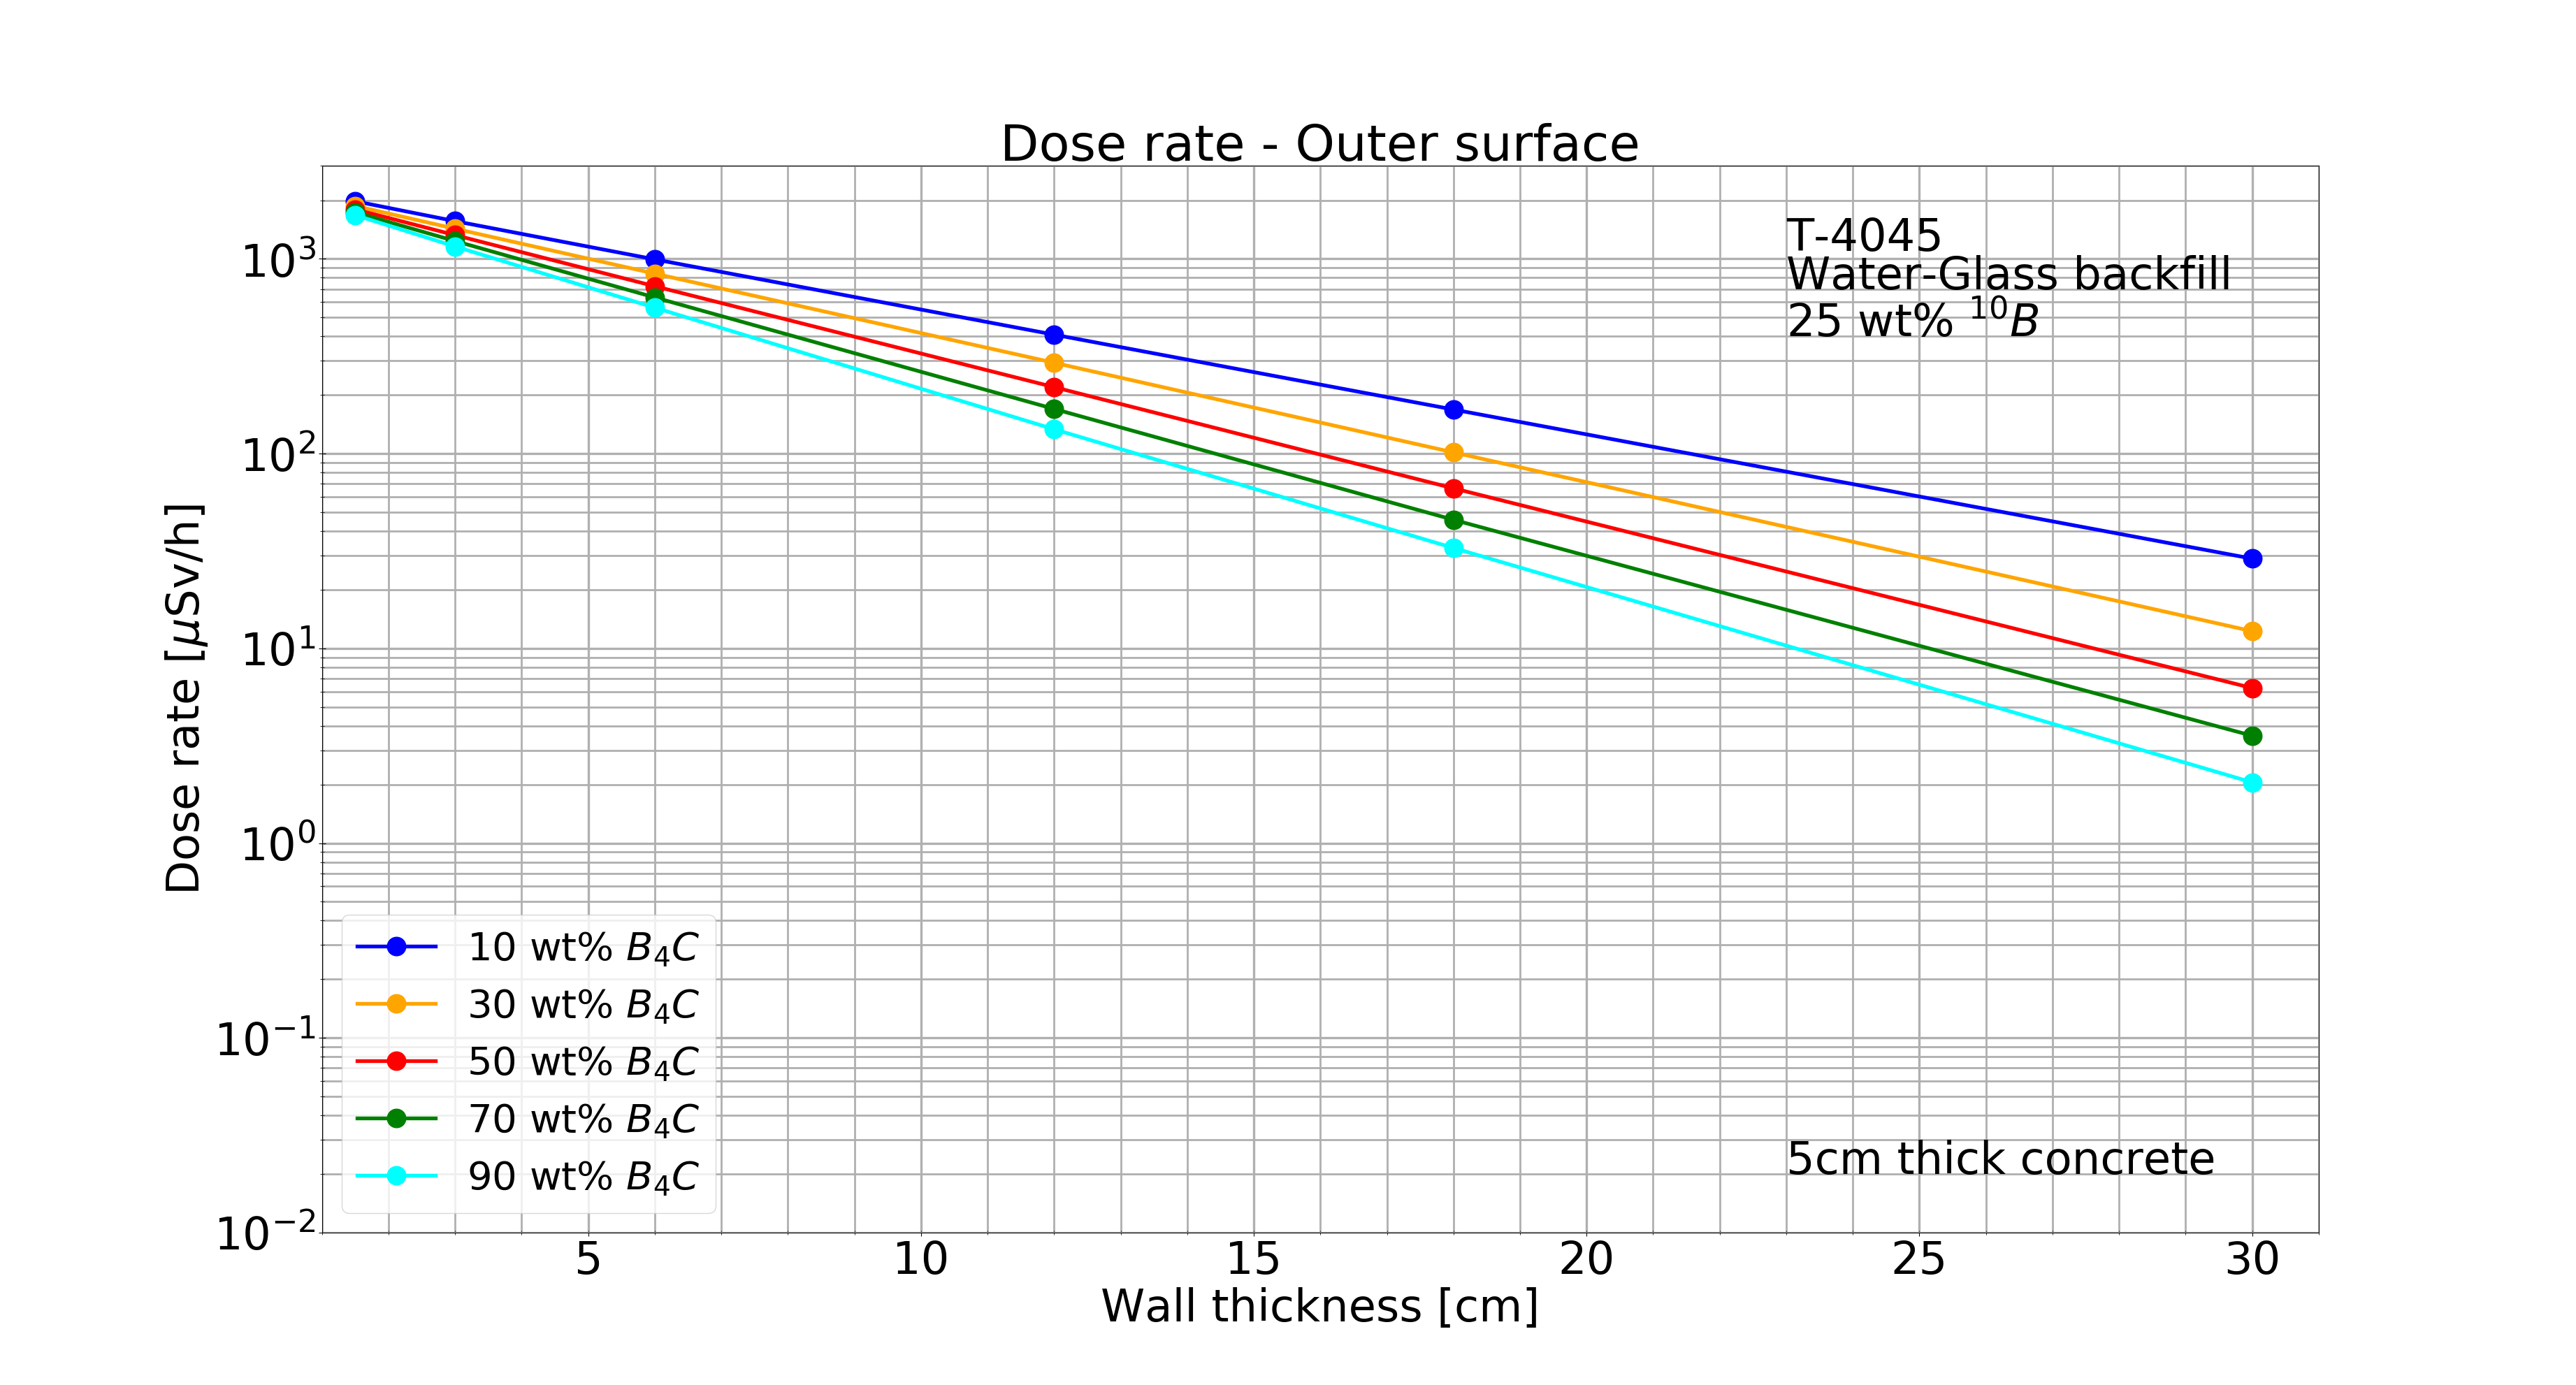 Dose rate - Outer surface
T-4045
Water-Glass backfill
25 wt% ¹⁰B
10³
10²
10¹
10⁰
10⁻¹
10⁻²
Dose rate [μSv/h]
10 wt% B₄C
30 wt% B₄C
50 wt% B₄C
70 wt% B₄C
90 wt% B₄C
5cm thick concrete
5 10 15 20 25 30
Wall thickness [cm]